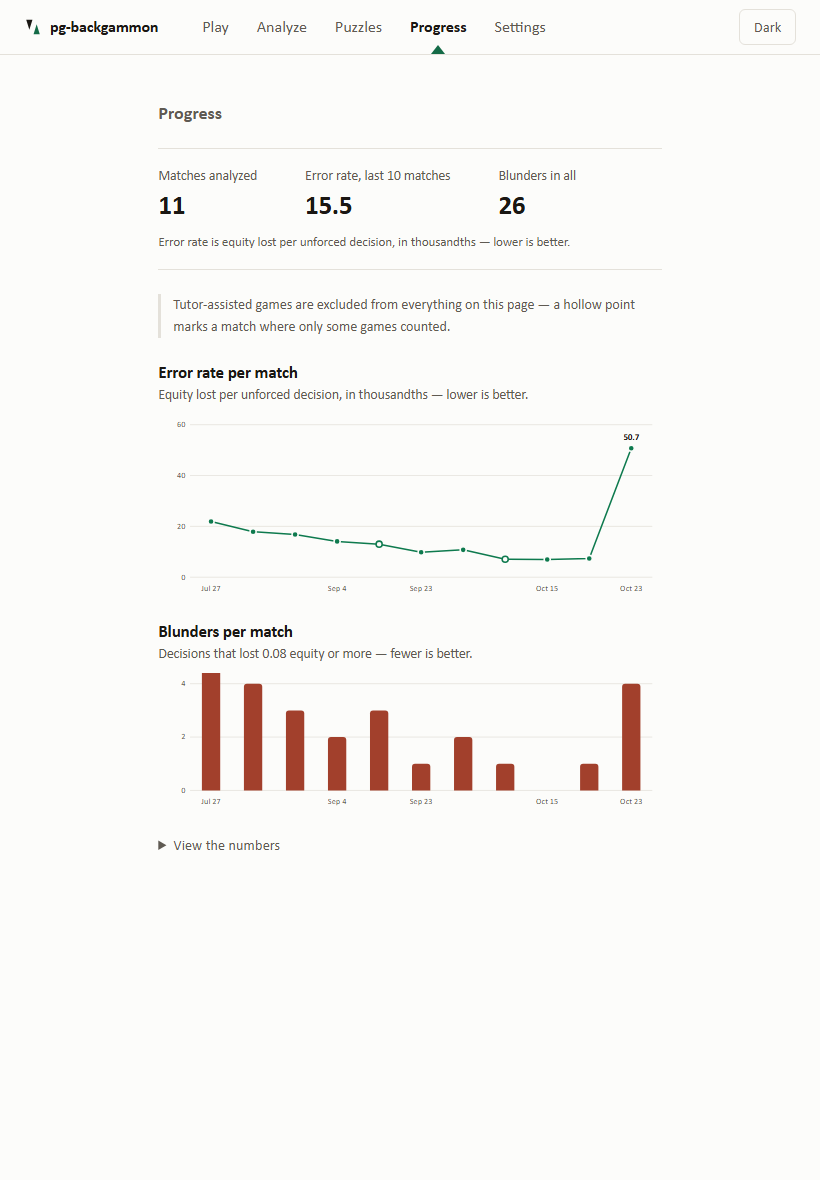 pg-backgammon Play Analyze Puzzles Progress Settings Dark
Progress
Matches analyzed Error rate, last 10 matches Blunders in all
11 15.5 26
Error rate is equity lost per unforced decision, in thousandths — lower is better.
Tutor-assisted games are excluded from everything on this page — a hollow point
marks a match where only some games counted.
Error rate per match
Equity lost per unforced decision, in thousandths — lower is better.
60
50.7
40
20
0
Jul 27 Sep 4 Sep 23 Oct 15 Oct 23
Blunders per match
Decisions that lost 0.08 equity or more — fewer is better.
4
2
0
Jul 27 Sep 4 Sep 23 Oct 15 Oct 23
View the numbers